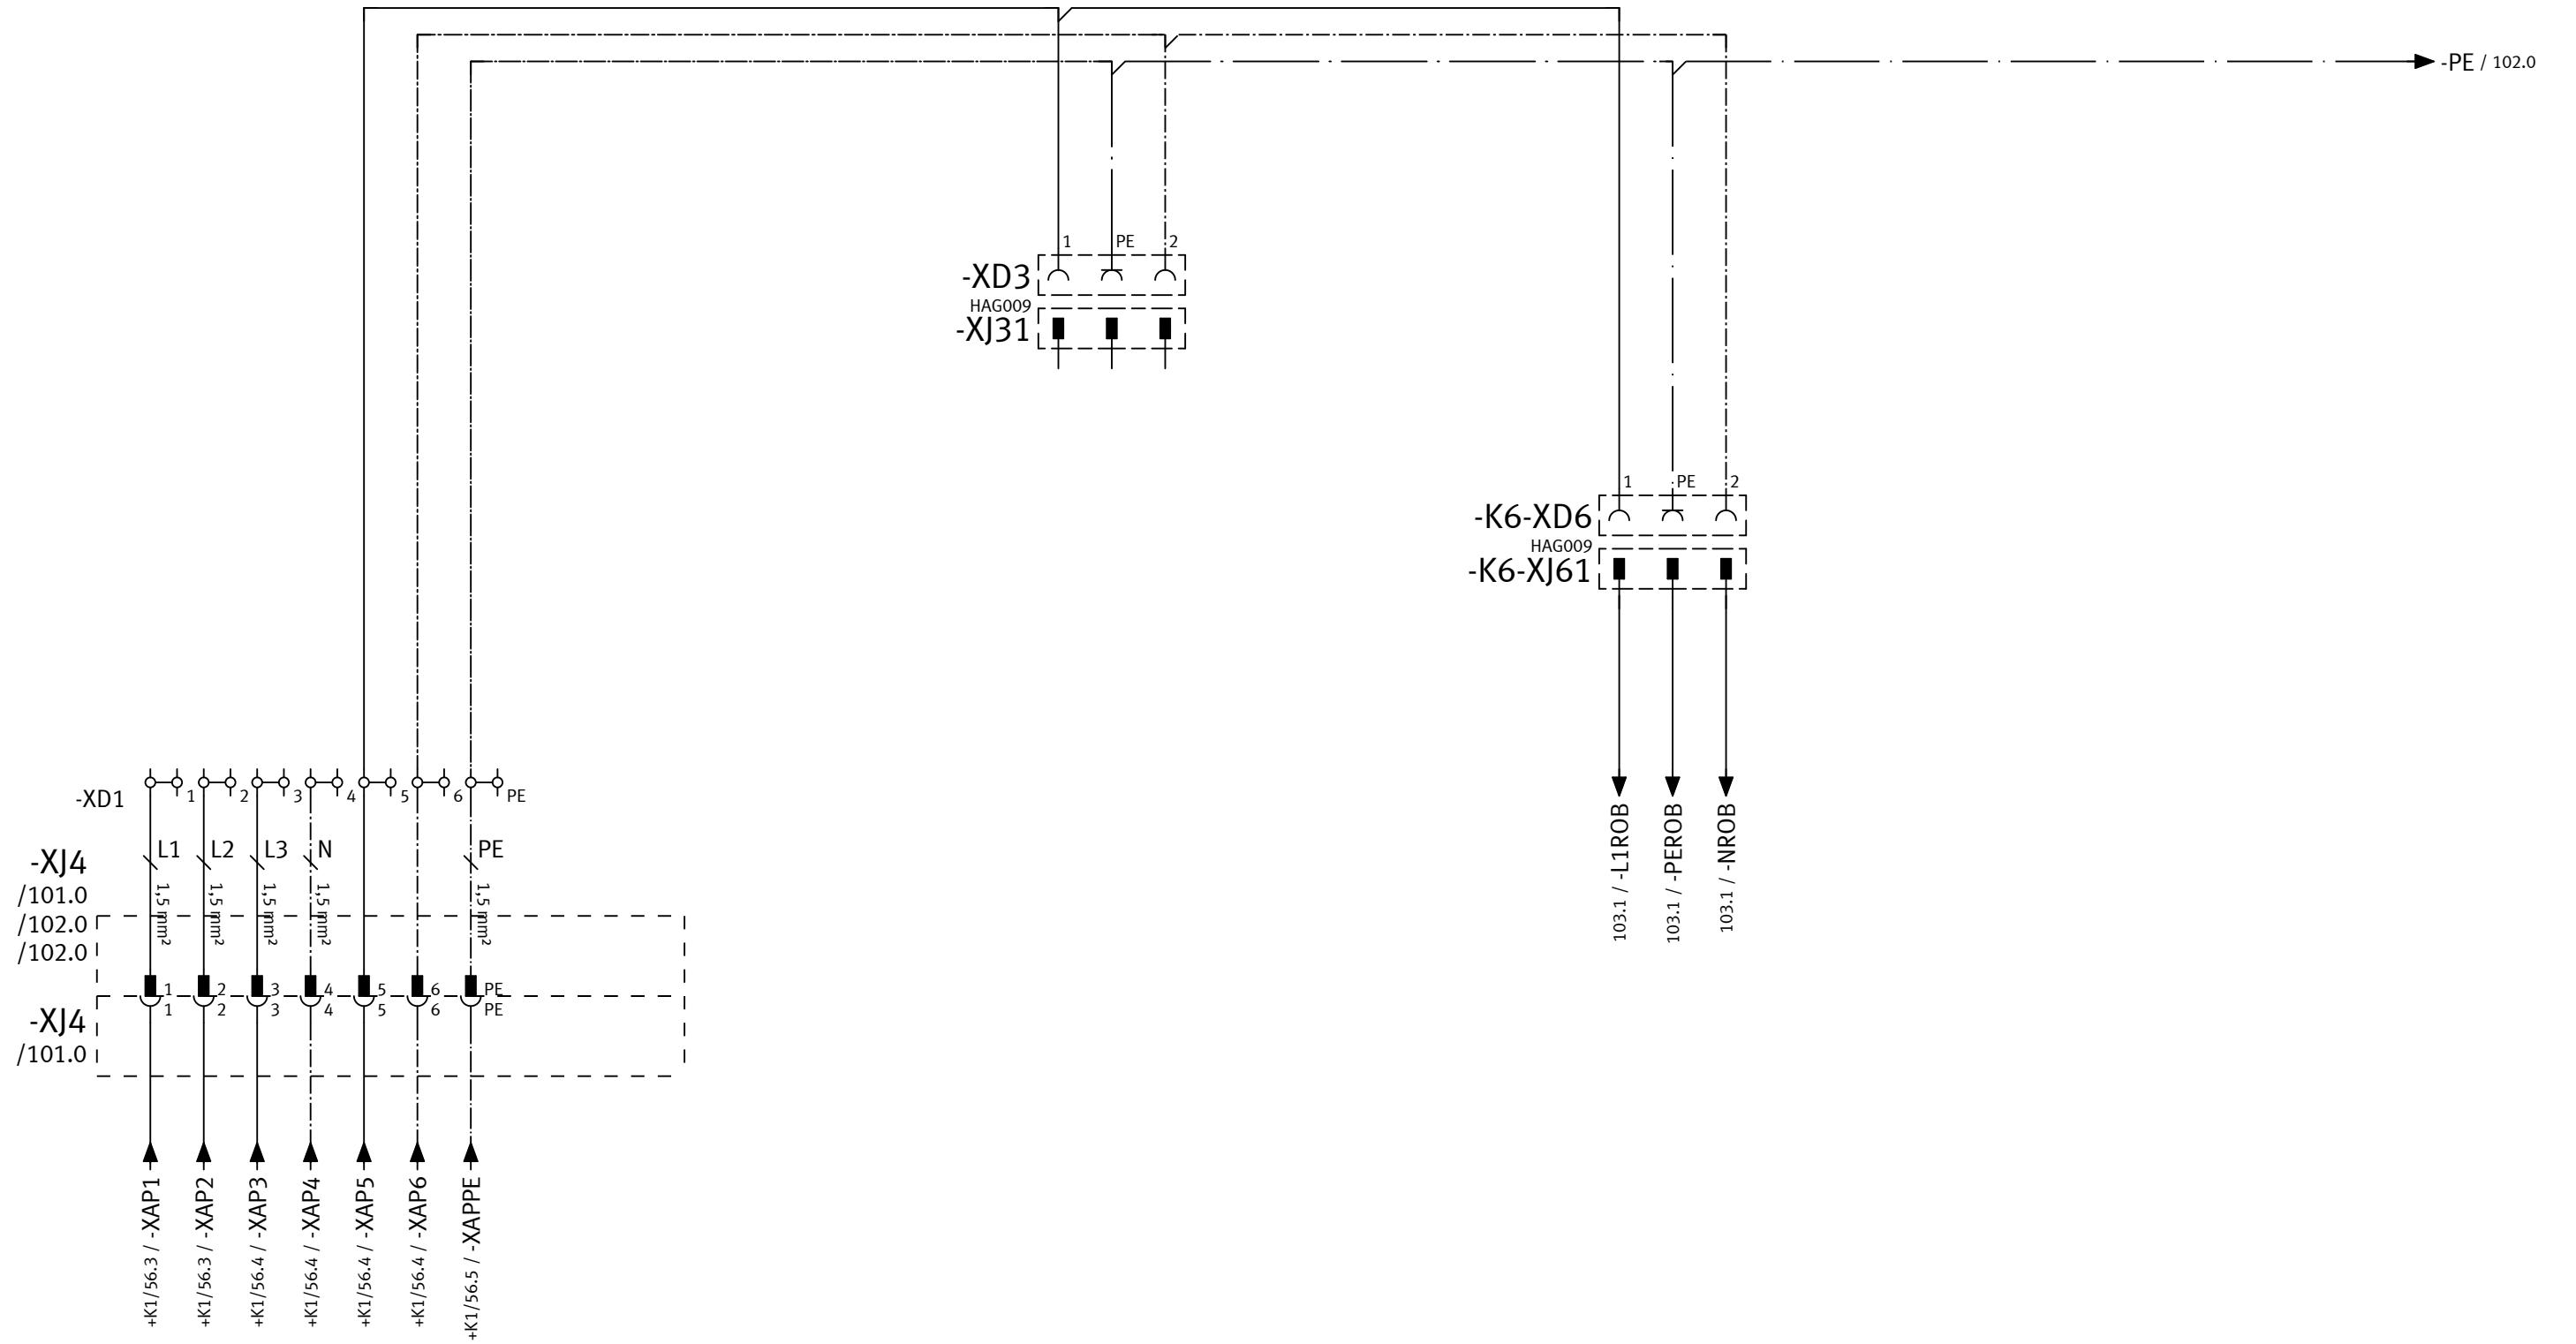 -PE / 102.0
1 PE 2
-XD3
HAG009
-XJ31
1 PE 2
-K6-XD6
HAG009
-K6-XJ61
-XD1 1 2 3 4 5 6 PE
L1 L2 L3 N PE
-XJ4
/101.0
/102.0
/102.0
1,5 mm² 1,5 mm² 1,5 mm² 1,5 mm² 1,5 mm²
103.1 / -L1ROB
103.1 / -PEROB
103.1 / -NROB
1 2 3 4 5 6 PE
1 2 3 4 5 6 PE
-XJ4
/101.0
+K1/56.3 / -XAP1
+K1/56.3 / -XAP2
+K1/56.4 / -XAP3
+K1/56.4 / -XAP4
+K1/56.4 / -XAP5
+K1/56.4 / -XAP6
+K1/56.5 / -XAPPE